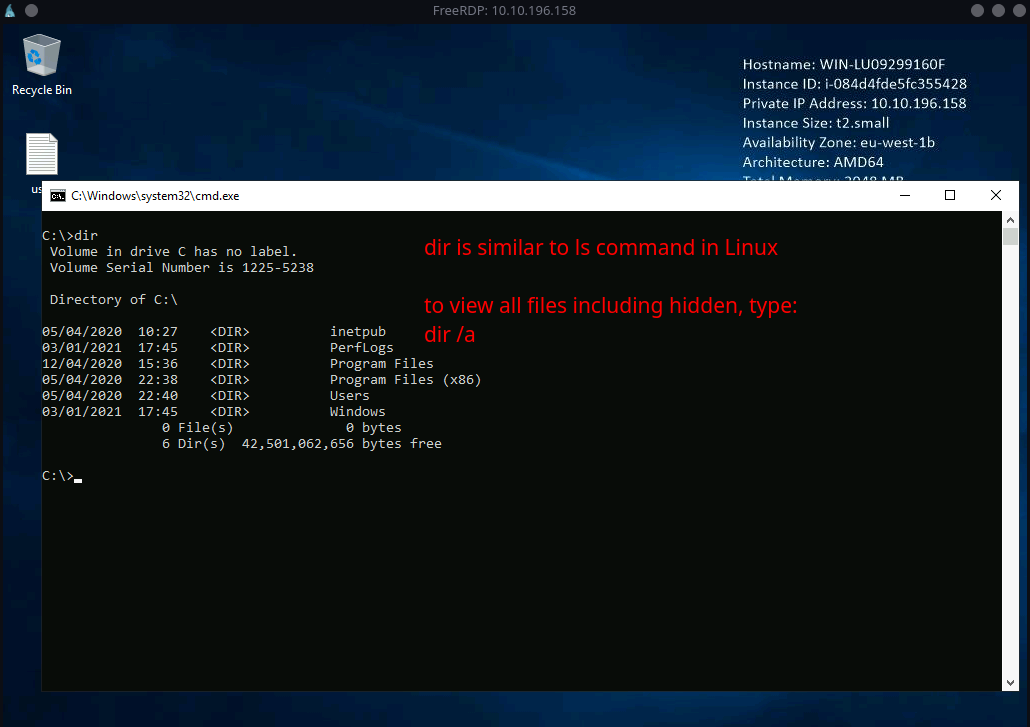 FreeRDP: 10.10.196.158
Recycle Bin
Hostname: WIN-LU09299160F
Instance ID: i-084d4fde5fc355428
Private IP Address: 10.10.196.158
Instance Size: t2.small
Availability Zone: eu-west-1b
Architecture: AMD64
Total Memory: 2048 MB
us
C:\Windows\system32\cmd.exe
C:\>dir
Volume in drive C has no label.
Volume Serial Number is 1225-5238
dir is similar to ls command in Linux
Directory of C:\
to view all files including hidden, type:
dir /a
05/04/2020 10:27 <DIR> inetpub
03/01/2021 17:45 <DIR> PerfLogs
12/04/2020 15:36 <DIR> Program Files
05/04/2020 22:38 <DIR> Program Files (x86)
05/04/2020 22:40 <DIR> Users
03/01/2021 17:45 <DIR> Windows
0 File(s) 0 bytes
6 Dir(s) 42,501,062,656 bytes free
C:\>